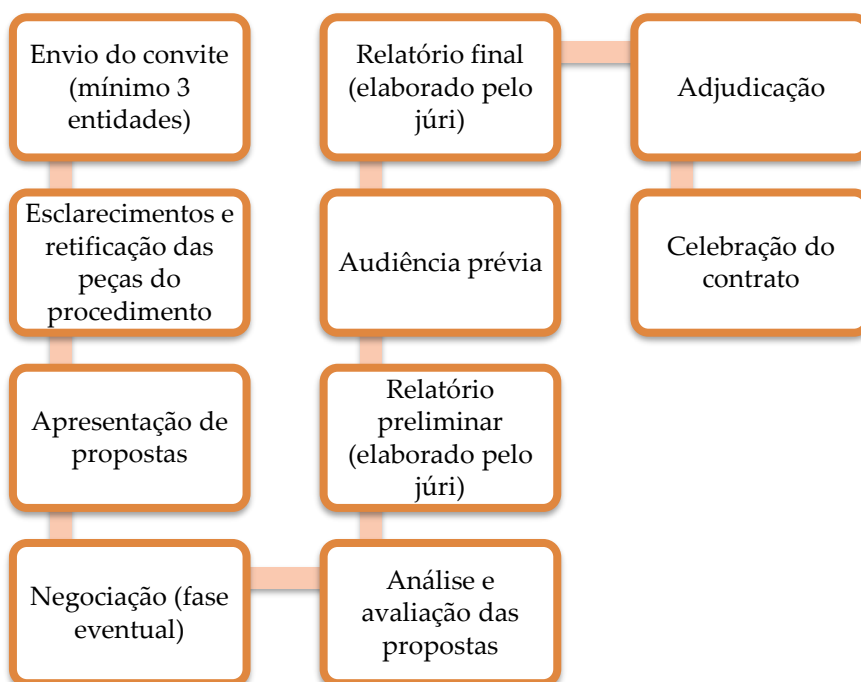 Envio do convite
(mínimo 3
entidades)
Esclarecimentos e
retificação das
peças do
procedimento
Apresentação de
propostas
Negociação (fase
eventual)
Análise e
avaliação das
propostas
Relatório
preliminar
(elaborado pelo
júri)
Audiência prévia
Relatório final
(elaborado pelo
júri)
Adjudicação
Celebração do
contrato